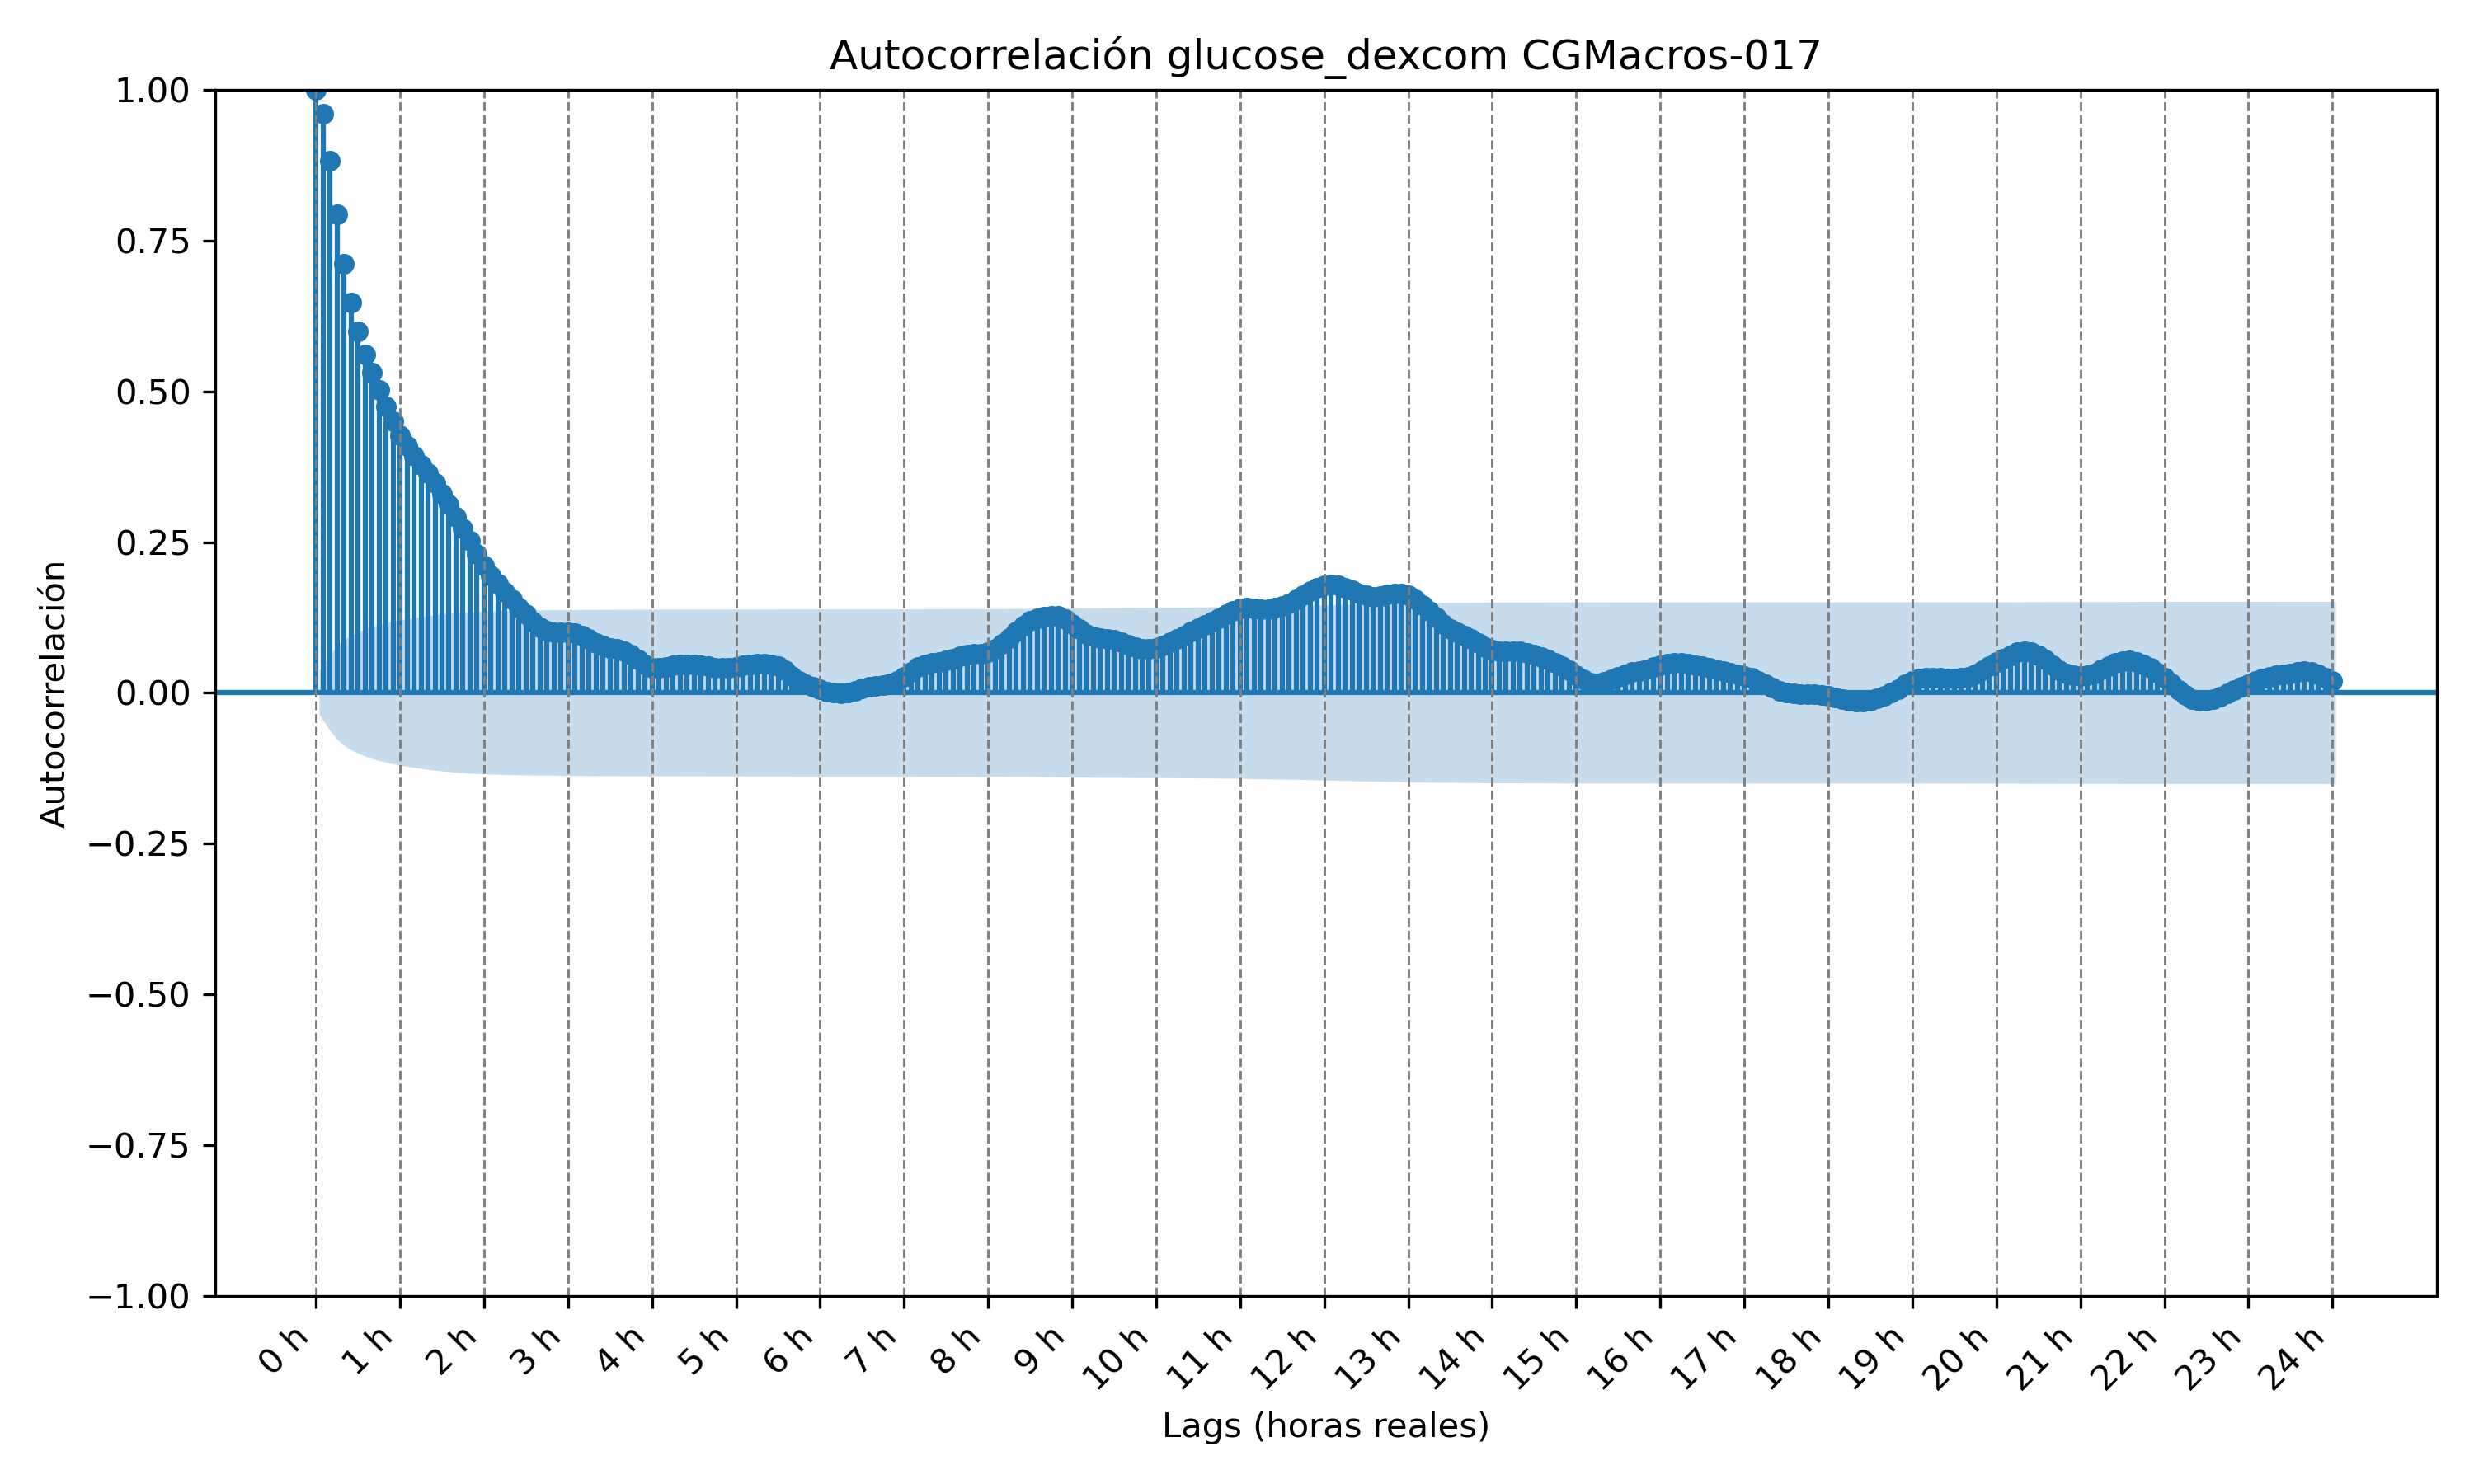 Autocorrelación glucose_dexcom CGMacros-017
1.00
0.75
0.50
0.25
0.00
−0.25
−0.50
−0.75
−1.00
Autocorrelación
0 h
1 h
2 h
3 h
4 h
5 h
6 h
7 h
8 h
9 h
10 h
11 h
12 h
13 h
14 h
15 h
16 h
17 h
18 h
19 h
20 h
21 h
22 h
23 h
24 h
Lags (horas reales)